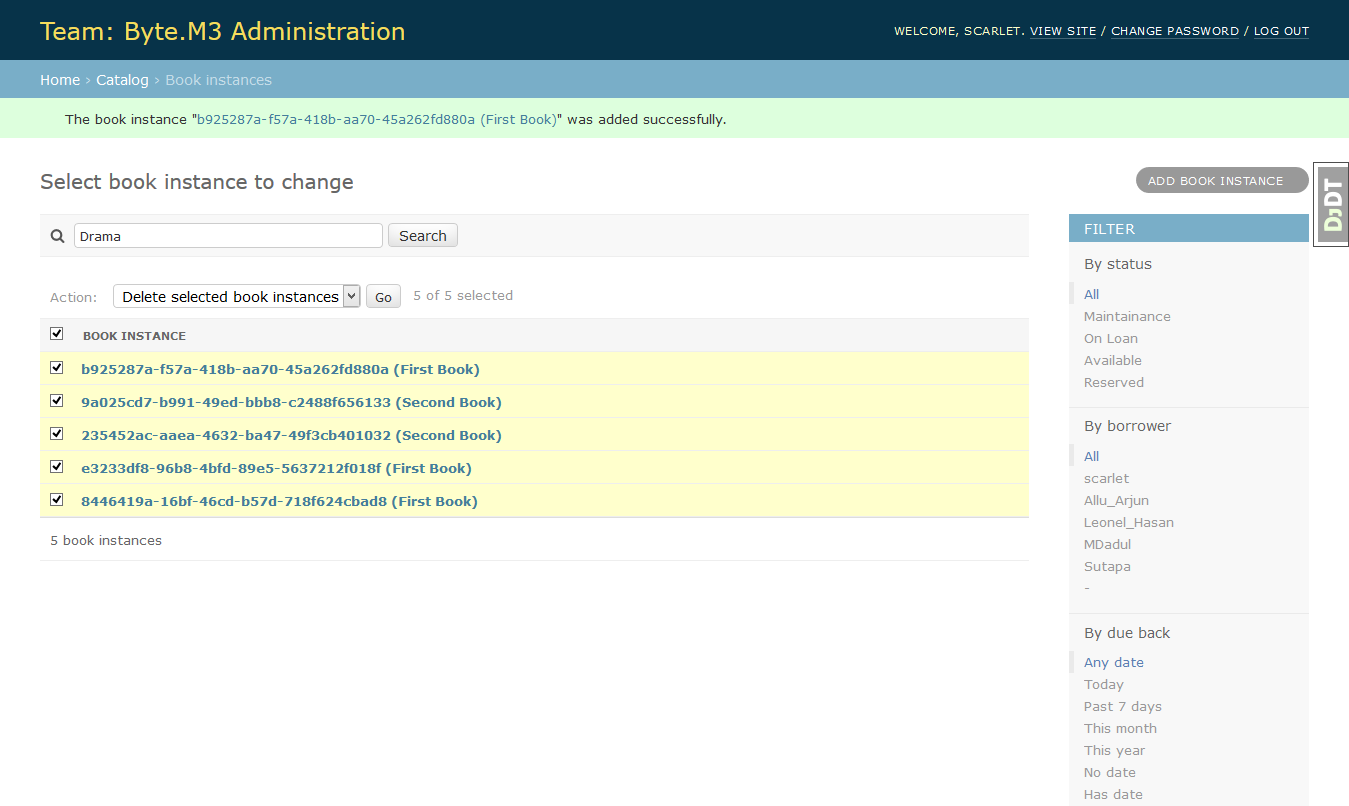 Team: Byte.M3 Administration
WELCOME, SCARLET. VIEW SITE / CHANGE PASSWORD / LOG OUT
Home › Catalog › Book instances
The book instance "b925287a-f57a-418b-aa70-45a262fd880a (First Book)" was added successfully.
Select book instance to change
ADD BOOK INSTANCE
DJDT
Drama
Search
Action:
Delete selected book instances
Go
5 of 5 selected
BOOK INSTANCE
b925287a-f57a-418b-aa70-45a262fd880a (First Book)
9a025cd7-b991-49ed-bbb8-c2488f656133 (Second Book)
235452ac-aaea-4632-ba47-49f3cb401032 (Second Book)
e3233df8-96b8-4bfd-89e5-5637212f018f (First Book)
8446419a-16bf-46cd-b57d-718f624cbad8 (First Book)
5 book instances
FILTER
By status
All
Maintainance
On Loan
Available
Reserved
By borrower
All
scarlet
Allu_Arjun
Leonel_Hasan
MDadul
Sutapa
-
By due back
Any date
Today
Past 7 days
This month
This year
No date
Has date